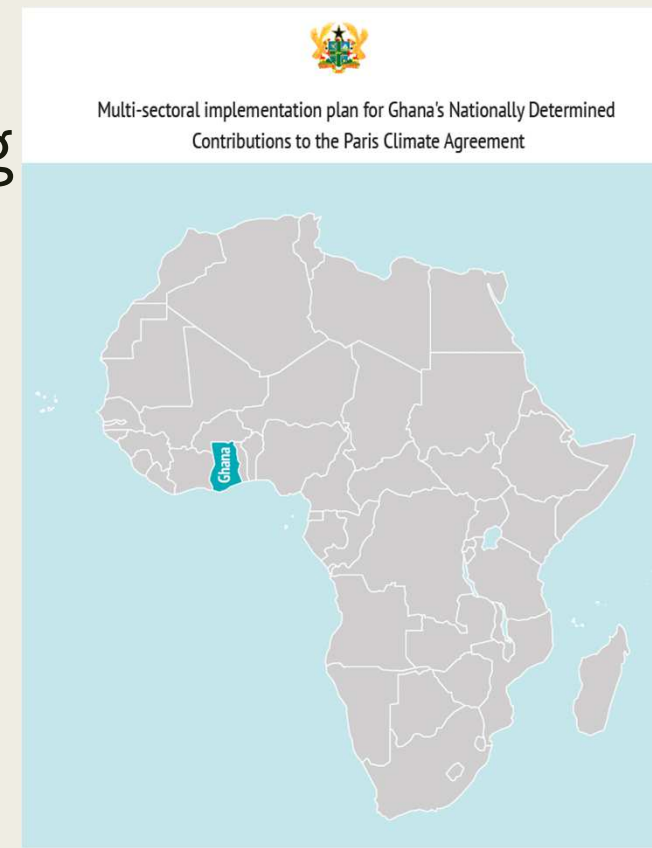 g
Multi-sectoral implementation plan for Ghana's Nationally Determined
Contributions to the Paris Climate Agreement
Ghana